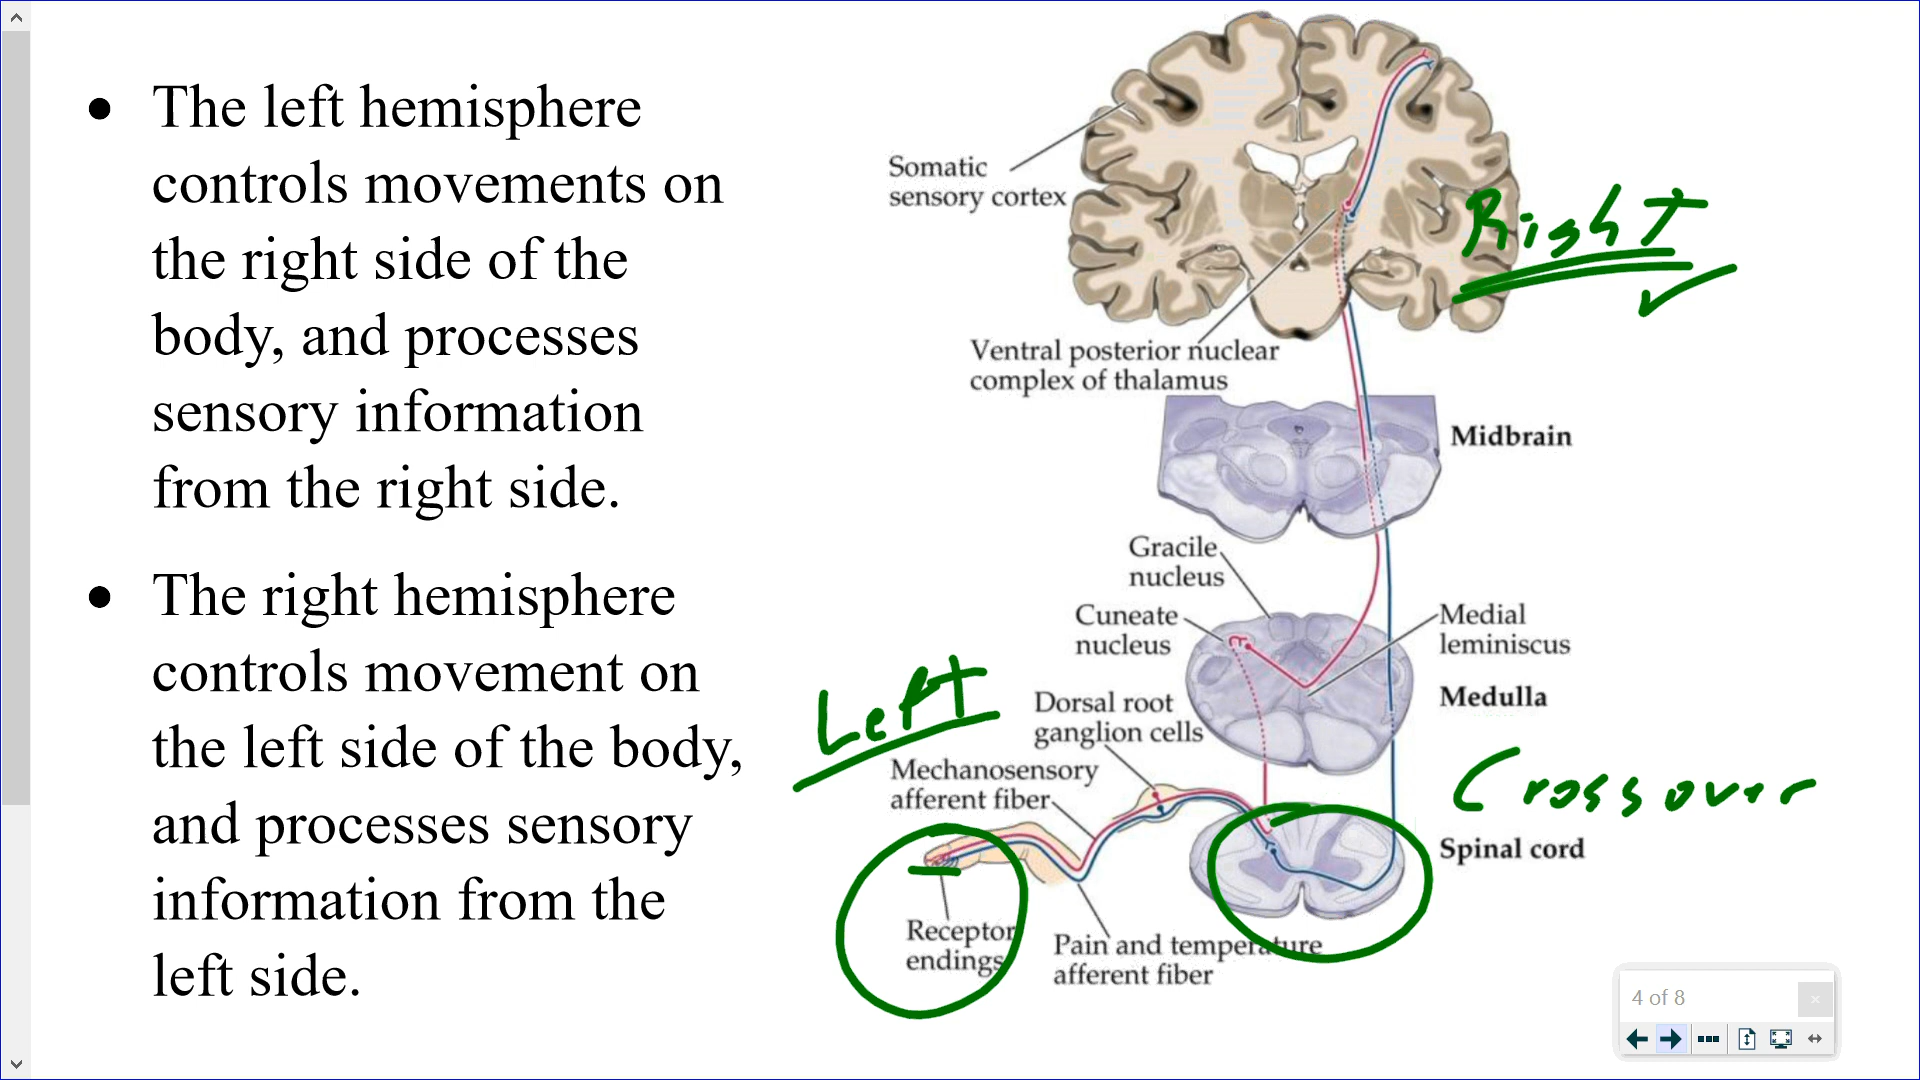 ● The left hemisphere
controls movements on
the right side of the
body, and processes
sensory information
from the right side.
● The right hemisphere
controls movement on
the left side of the body,
and processes sensory
information from the
left side.
Somatic
sensory cortex
Right
Ventral posterior nuclear
complex of thalamus
Midbrain
Gracile
nucleus
Cuneate
nucleus
Medial
leminiscus
Medulla
Left
Dorsal root
ganglion cells
Mechanosensory
afferent fiber
Crossover
Spinal cord
Receptor
endings
Pain and temperature
afferent fiber
4 of 8